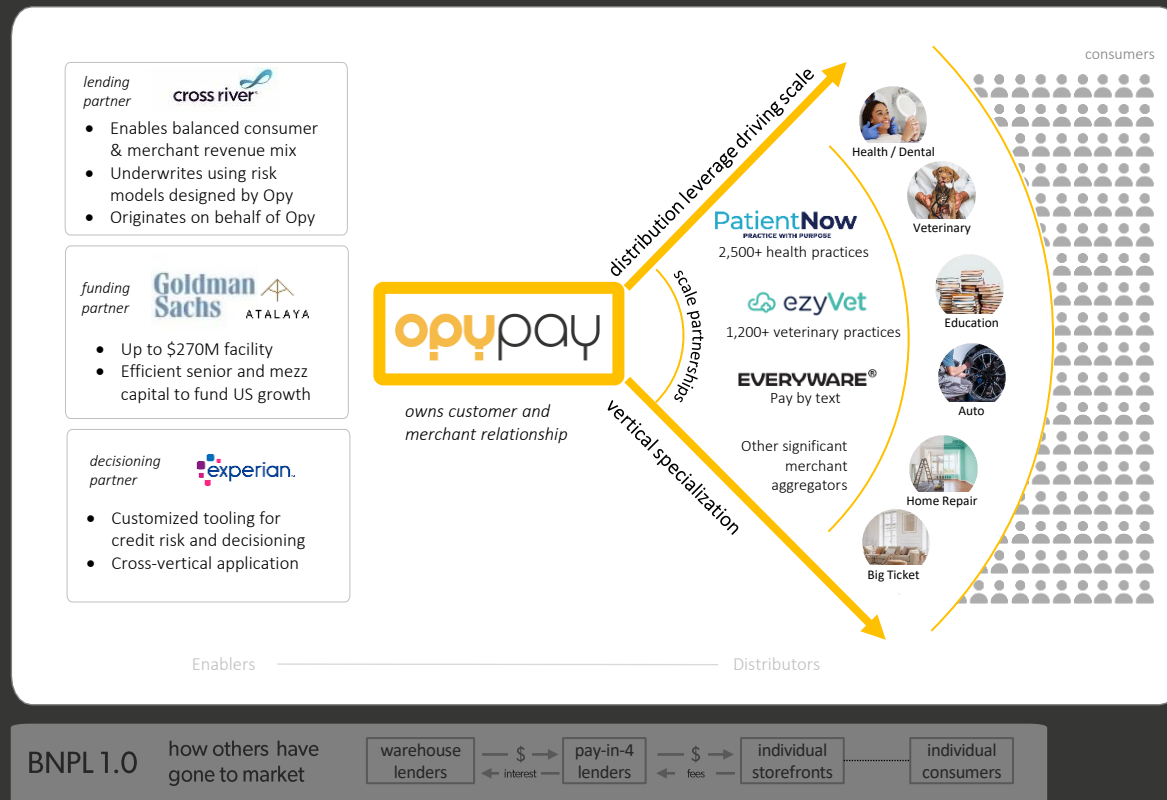 consumers
lending
partner
cross river
• Enables balanced consumer
& merchant revenue mix
• Underwrites using risk
models designed by Opy
• Originates on behalf of Opy
funding
partner
Goldman
Sachs
ATALAYA
• Up to $270M facility
• Efficient senior and mezz
capital to fund US growth
decisioning
partner
experian.
• Customized tooling for
credit risk and decisioning
• Cross-vertical application
opypay
owns customer and
merchant relationship
distribution leverage driving scale
scale partnerships
vertical specialization
PatientNow
PRACTICE WITH PURPOSE
2,500+ health practices
ezyVet
1,200+ veterinary practices
EVERYWARE®
Pay by text
Other significant
merchant
aggregators
Health / Dental
Veterinary
Education
Auto
Home Repair
Big Ticket
Enablers
Distributors
BNPL 1.0
how others have
gone to market
warehouse
lenders
$
interest
pay-in-4
lenders
$
fees
individual
storefronts
individual
consumers